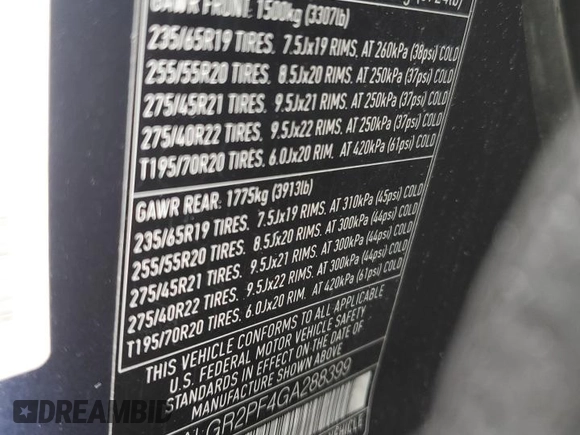 GAWR FRONT: 1500kg (3307lb)
235/65R19 TIRES. 7.5Jx19 RIMS. AT 260kPa (38psi) COLD
255/55R20 TIRES. 8.5Jx20 RIMS. AT 250kPa (37psi) COLD
275/45R21 TIRES. 9.5Jx21 RIMS. AT 250kPa (37psi) COLD
275/40R22 TIRES. 9.5Jx22 RIMS. AT 250kPa (37psi) COLD
T195/70R20 TIRES. 6.0Jx20 RIM. AT 420kPa (61psi) COLD
GAWR REAR: 1775kg (3913lb)
235/65R19 TIRES. 7.5Jx19 RIMS. AT 310kPa (45psi) COLD
255/55R20 TIRES. 8.5Jx20 RIMS. AT 300kPa (44psi) COLD
275/45R21 TIRES. 9.5Jx21 RIMS. AT 300kPa (44psi) COLD
275/40R22 TIRES. 9.5Jx22 RIMS. AT 300kPa (44psi) COLD
T195/70R20 TIRES. 6.0Jx20 RIM. AT 420kPa (61psi) COLD
THIS VEHICLE CONFORMS TO ALL APPLICABLE
U.S. FEDERAL MOTOR VEHICLE SAFETY
STANDARDS IN EFFECT ON THE DATE OF
MANUFACTURE SHOWN ABOVE
GR2PF4GA288399
VEHICLE
DREAMBID